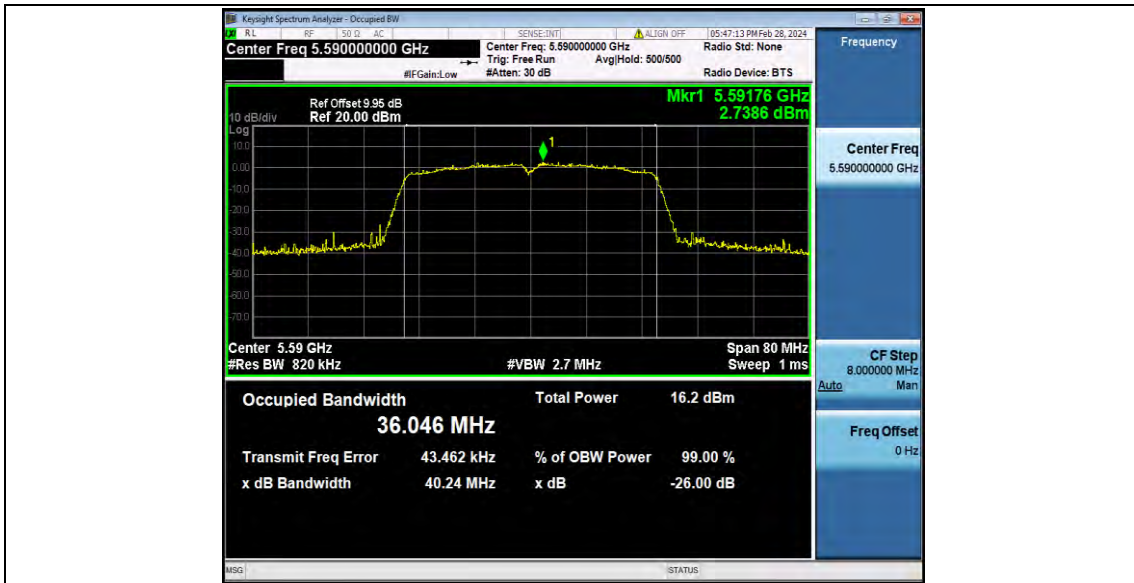 Keysight Spectrum Analyzer - Occupied BW
RL RF 50 Ω AC SENSE:INT ALIGN OFF 05:47:13 PM Feb 28, 2024
Center Freq 5.590000000 GHz
Center Freq: 5.590000000 GHz
Radio Std: None
Trig: Free Run Avg|Hold: 500/500
#IFGain:Low
#Atten: 30 dB
Radio Device: BTS
Mkr1 5.59176 GHz
2.7386 dBm
Ref Offset 9.95 dB
10 dB/div Ref 20.00 dBm
Log
10.0
1
0.00
-10.0
-20.0
-30.0
-40.0
-50.0
-60.0
-70.0
Center 5.59 GHz Span 80 MHz
#Res BW 820 kHz #VBW 2.7 MHz Sweep 1 ms
Occupied Bandwidth Total Power 16.2 dBm
36.046 MHz
Transmit Freq Error 43.462 kHz % of OBW Power 99.00 %
x dB Bandwidth 40.24 MHz x dB -26.00 dB
MSG STATUS
Frequency
Center Freq
5.590000000 GHz
CF Step
8.000000 MHz
Auto Man
Freq Offset
0 Hz